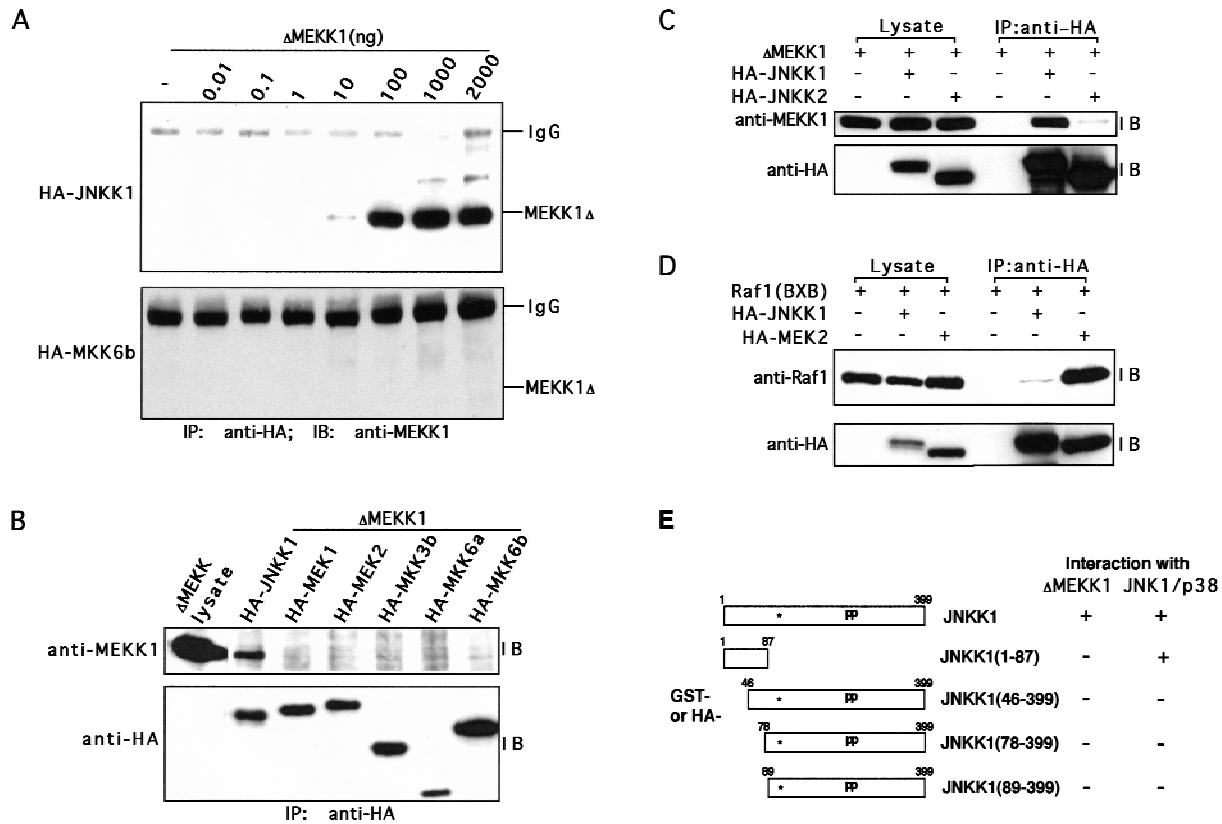 A
ΔMEKK1(ng)
- 0.01 0.1 1 10 100 1000 2000
IgG
HA-JNKK1
MEKK1Δ
IgG
HA-MKK6b
MEKK1Δ
IP: anti-HA; IB: anti-MEKK1
B
ΔMEKK1
ΔMEKK lysate HA-JNKK1 HA-MEK1 HA-MEK2 HA-MKK3b HA-MKK6a HA-MKK6b
anti-MEKK1 IB
anti-HA IB
IP: anti-HA
C
Lysate IP:anti-HA
ΔMEKK1 + + + + + +
HA-JNKK1 - + - - + -
HA-JNKK2 - - + - - +
anti-MEKK1 IB
anti-HA IB
D
Lysate IP:anti-HA
Raf1(BXB) + + + + + +
HA-JNKK1 - + - - + -
HA-MEK2 - - + - - +
anti-Raf1 IB
anti-HA IB
E
Interaction with
ΔMEKK1 JNK1/p38
1 399
* PP JNKK1 + +
1 87
JNKK1(1-87) - +
GST-
or HA-
46 399
* PP JNKK1(46-399) - -
78 399
* PP JNKK1(78-399) - -
89 399
* PP JNKK1(89-399) - -